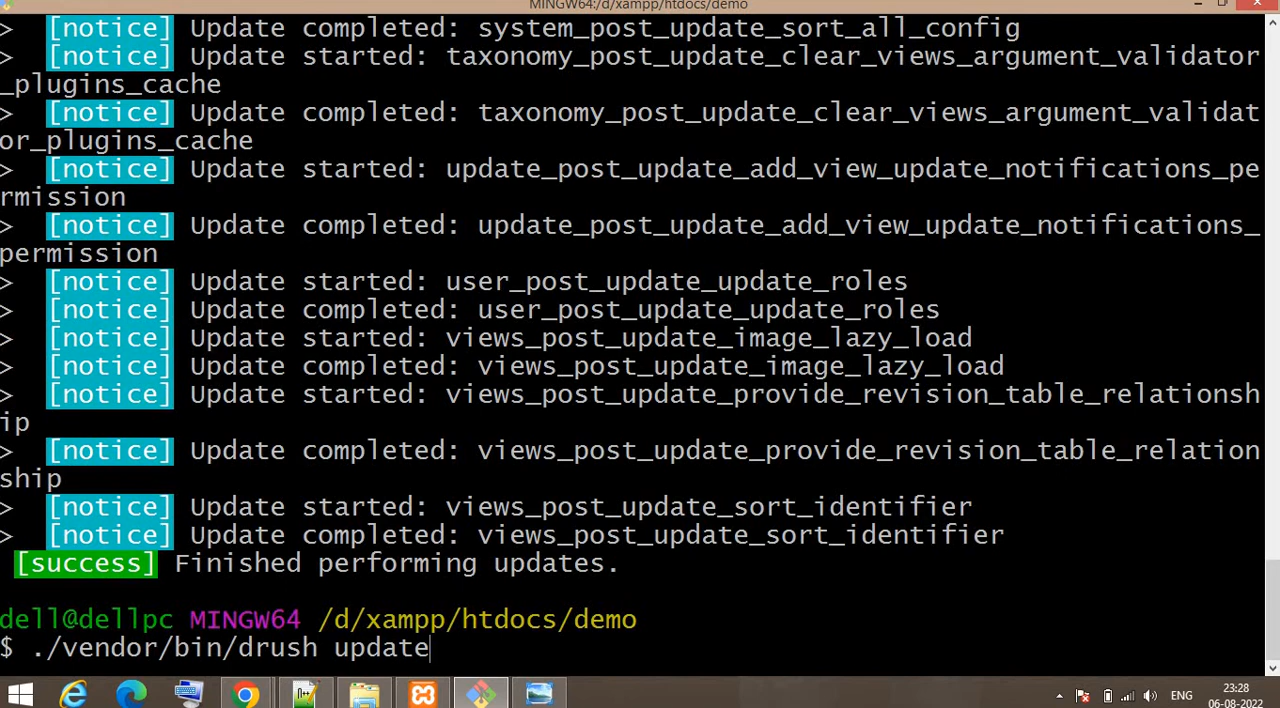 MINGW64:/d/xampp/htdocs/demo
> [notice] Update completed: system_post_update_sort_all_config
> [notice] Update started: taxonomy_post_update_clear_views_argument_validator
_plugins_cache
> [notice] Update completed: taxonomy_post_update_clear_views_argument_validat
or_plugins_cache
> [notice] Update started: update_post_update_add_view_update_notifications_pe
rmission
> [notice] Update completed: update_post_update_add_view_update_notifications_
permission
> [notice] Update started: user_post_update_update_roles
> [notice] Update completed: user_post_update_update_roles
> [notice] Update started: views_post_update_image_lazy_load
> [notice] Update completed: views_post_update_image_lazy_load
> [notice] Update started: views_post_update_provide_revision_table_relationsh
ip
> [notice] Update completed: views_post_update_provide_revision_table_relation
ship
> [notice] Update started: views_post_update_sort_identifier
> [notice] Update completed: views_post_update_sort_identifier
[success] Finished performing updates.
dell@dellpc MINGW64 /d/xampp/htdocs/demo
$ ./vendor/bin/drush update
ENG
23:28
06-08-2022